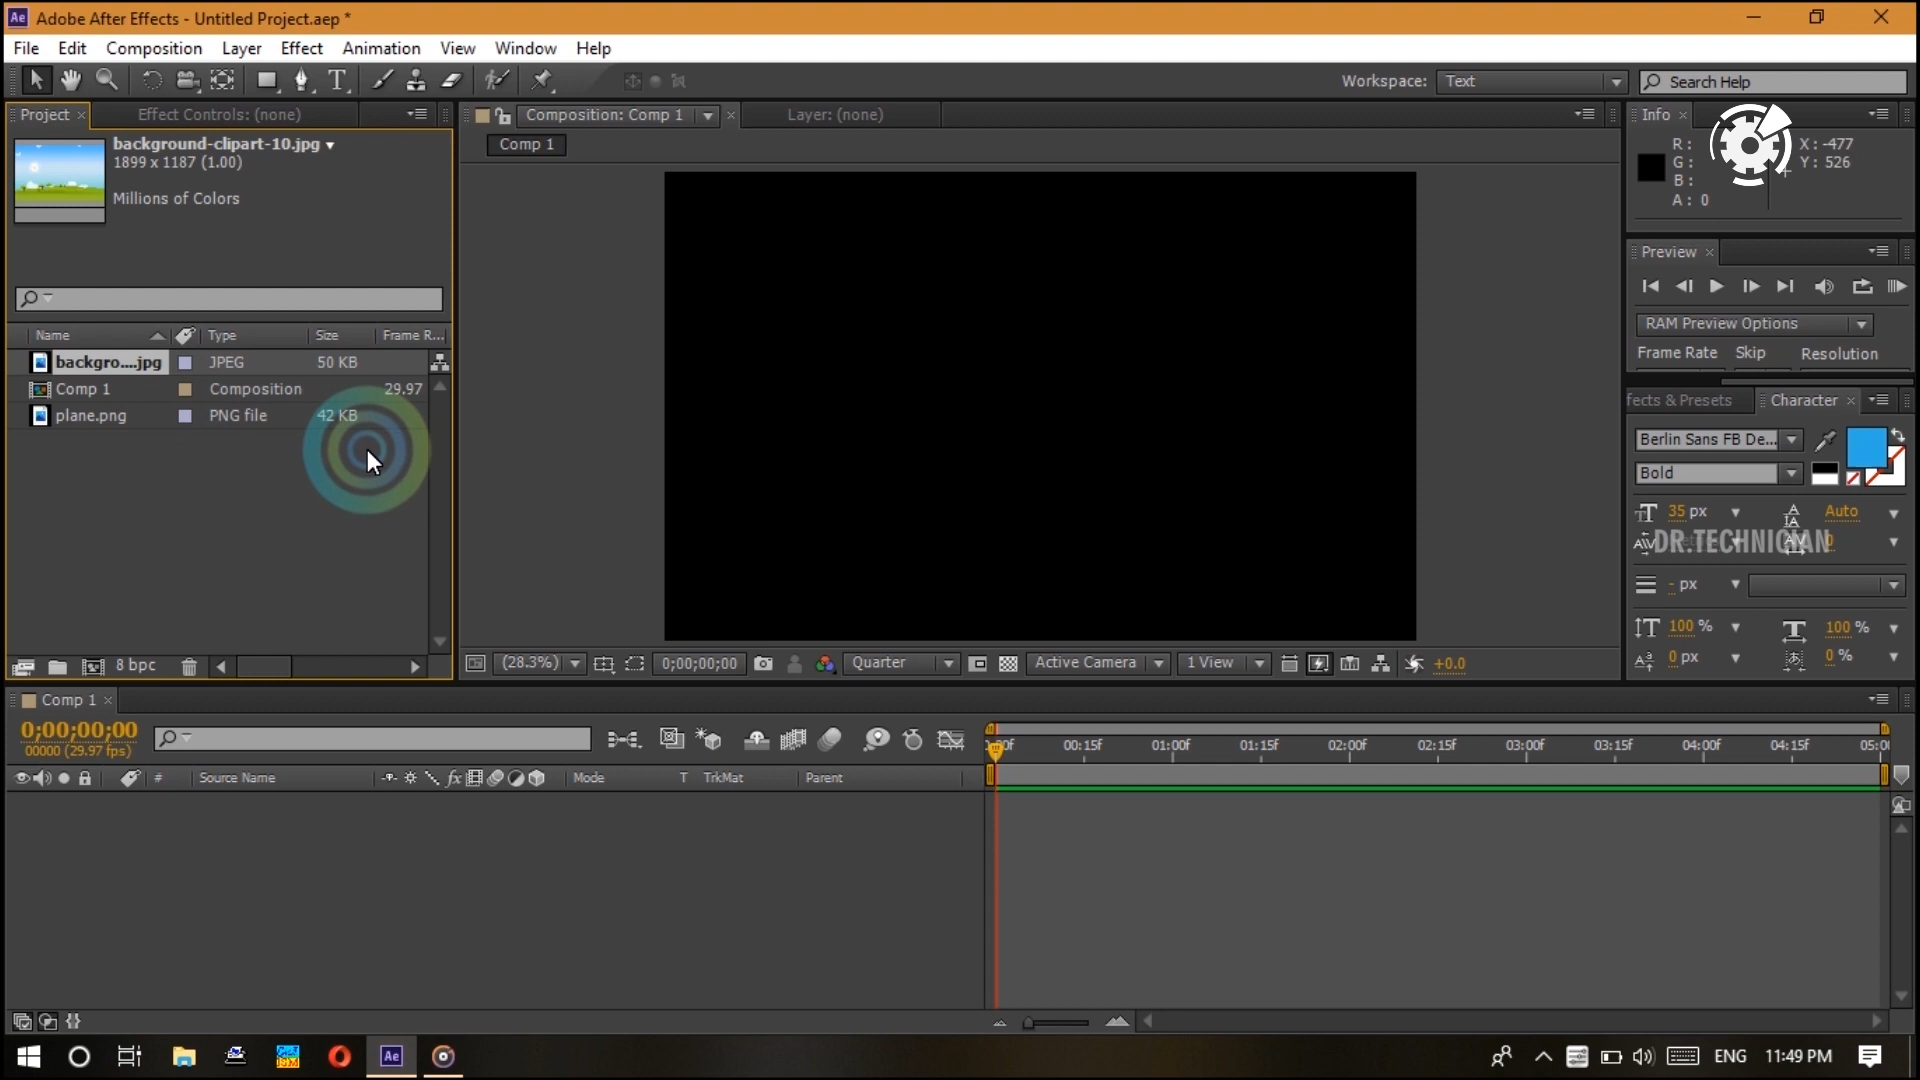 Ae Adobe After Effects - Untitled Project.aep *
File Edit Composition Layer Effect Animation View Window Help
T Workspace: Text Search Help
Project × Effect Controls: (none) Composition: Comp 1 × Layer: (none) Info ×
background-clipart-10.jpg
1899 x 1187 (1.00)
Millions of Colors
Comp 1
R :
G :
B :
A : 0
X : -477
Y : 526
Preview ×
RAM Preview Options
Frame Rate Skip Resolution
Name Type Size Frame R...
backgro....jpg JPEG 50 KB
Comp 1 Composition 29.97
plane.png PNG file 42 KB
fects & Presets Character ×
Berlin Sans FB De...
Bold
35 px Auto
DR.TECHNICIAN 0
- px
100 % 100 %
0 px 0 %
8 bpc
(28.3%) 0;00;00;00 Quarter Active Camera 1 View +0.0
Comp 1 ×
0;00;00;00
00000 (29.97 fps)
00:15f 01:00f 01:15f 02:00f 02:15f 03:00f 03:15f 04:00f 04:15f 05:0
# Source Name fx Mode T TrkMat Parent
Ae ENG 11:49 PM